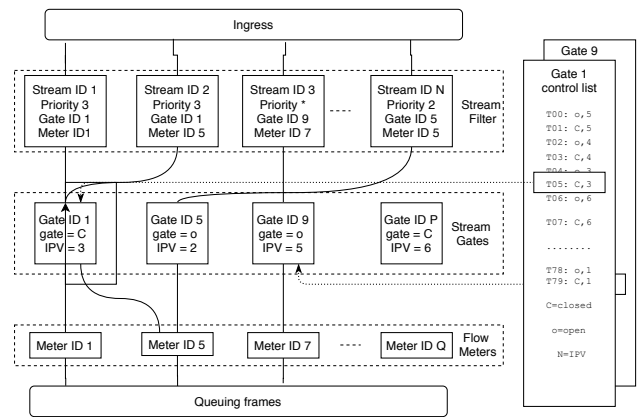 Ingress
Gate 9
Stream ID 1
Priority 3
Gate ID 1
Meter ID1
Stream ID 2
Priority 3
Gate ID 1
Meter ID 5
Stream ID 3
Priority *
Gate ID 9
Meter ID 7
Stream ID N
Priority 2
Gate ID 5
Meter ID 5
Stream
Filter
Gate 1
control list
T00: o,5
T01: C,5
T02: o,4
T03: C,4
T04: o,3
T05: C,3
T06: o,6
T07: C,6
........
T78: o,1
T79: C,1
C=closed
o=open
N=IPV
Gate ID 1
gate = C
IPV = 3
Gate ID 5
gate = o
IPV = 2
Gate ID 9
gate = o
IPV = 5
Gate ID P
gate = C
IPV = 6
Stream
Gates
Meter ID 1
Meter ID 5
Meter ID 7
Meter ID Q
Flow
Meters
Queuing frames